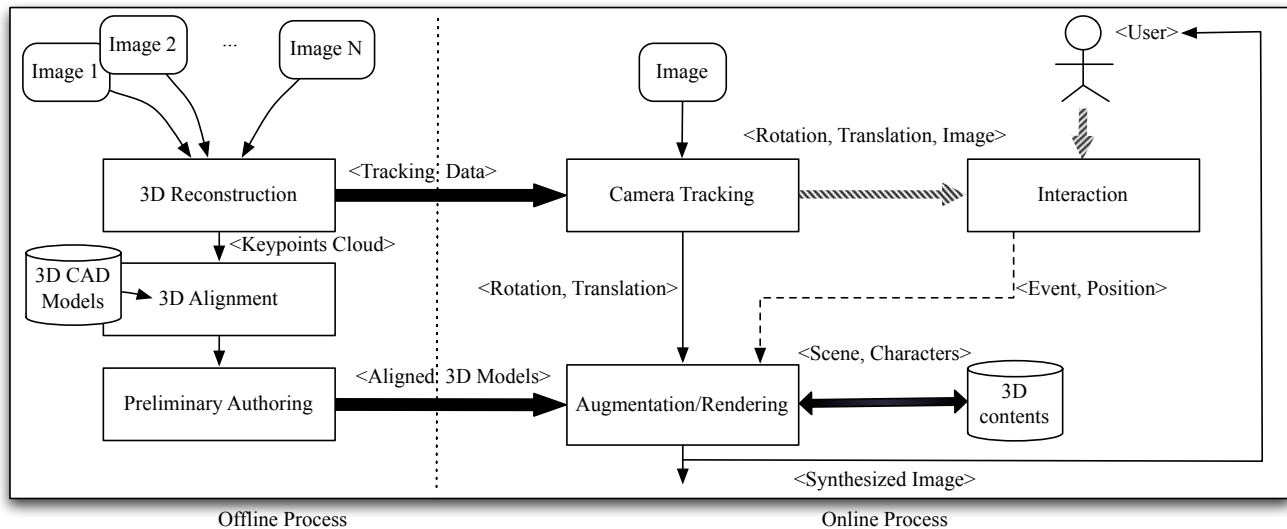 Image 1
Image 2
...
Image N
Image
<User>
<Rotation, Translation, Image>
3D Reconstruction
<Tracking Data>
Camera Tracking
Interaction
<Keypoints Cloud>
3D CAD
Models
3D Alignment
<Rotation, Translation>
<Event, Position>
<Scene, Characters>
Preliminary Authoring
<Aligned 3D Models>
Augmentation/Rendering
3D
contents
<Synthesized Image>
Offline Process
Online Process